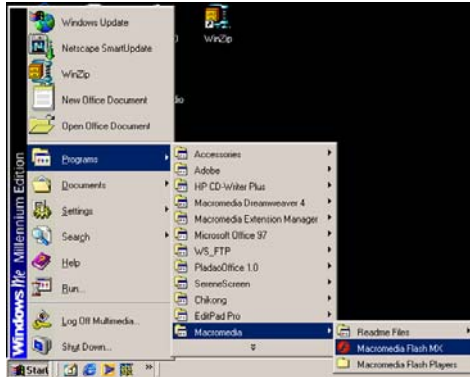 Windows Update
Netscape SmartUpdate
WinZip
WinZip
New Office Document
Open Office Document
Programs
Documents
Settings
Search
Help
Run...
Log Off Multimedia...
Shut Down...
Windows Me Millennium Edition
Start
Accessories
Adobe
HP CD-Writer Plus
Macromedia Dreamweaver 4
Macromedia Extension Manager
Microsoft Office 97
WS_FTP
PladaoOffice 1.0
SereneScreen
Chikong
EditPad Pro
Macromedia
Readme Files
Macromedia Flash MX
Macromedia Flash Players